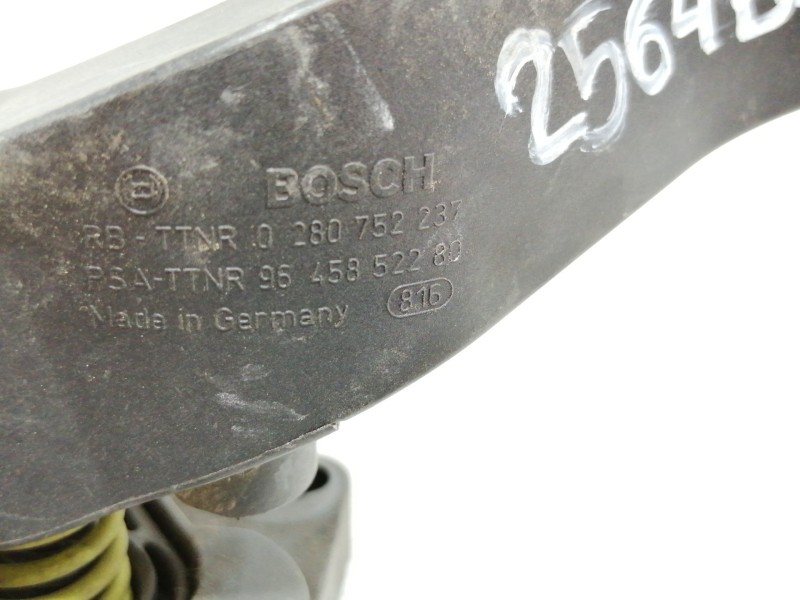 2564
BOSCH
RB-TTNR 0 280 752 237
PSA-TTNR 96 458 522 80
Made in Germany 816